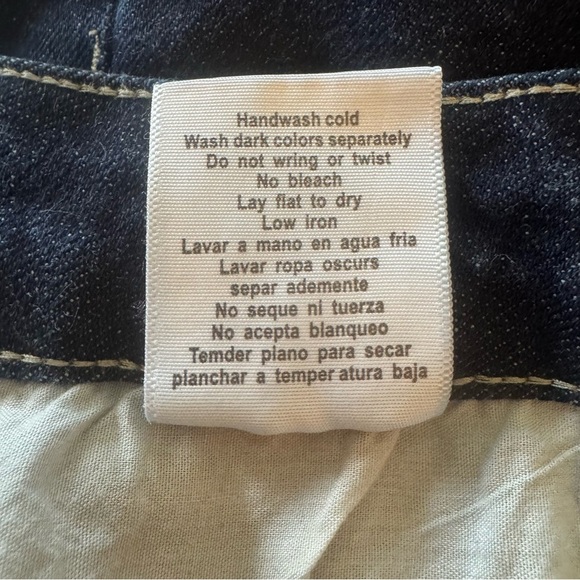 Handwash cold
Wash dark colors separately
Do not wring or twist
No bleach
Lay flat to dry
Low iron
Lavar a mano en agua fria
Lavar ropa oscurs
separ ademente
No seque ni tuerza
No acepta blanqueo
Temder plano para secar
planchar a temper atura baja